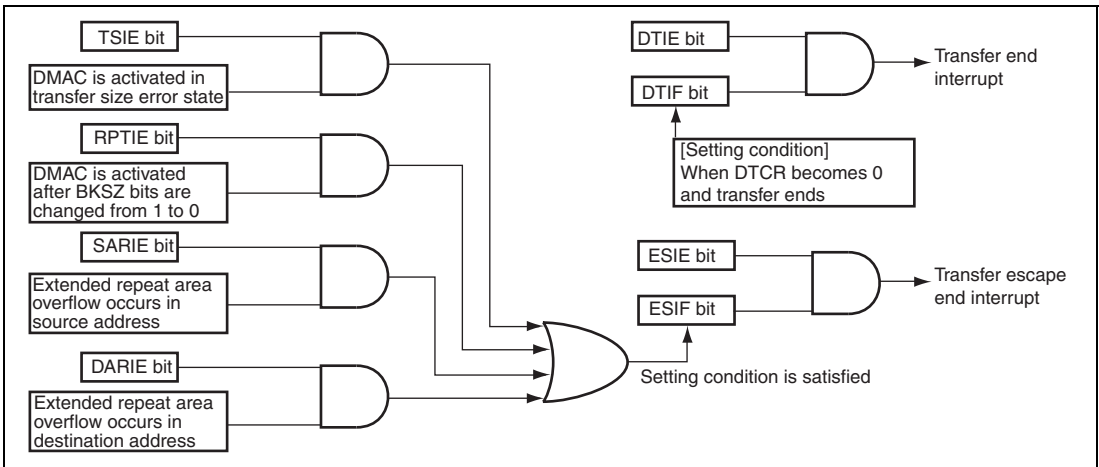 TSIE bit
DMAC is activated in
transfer size error state
RPTIE bit
DMAC is activated
after BKSZ bits are
changed from 1 to 0
SARIE bit
Extended repeat area
overflow occurs in
source address
DARIE bit
Extended repeat area
overflow occurs in
destination address
DTIE bit
DTIF bit
Transfer end
interrupt
[Setting condition]
When DTCR becomes 0
and transfer ends
ESIE bit
ESIF bit
Transfer escape
end interrupt
Setting condition is satisfied